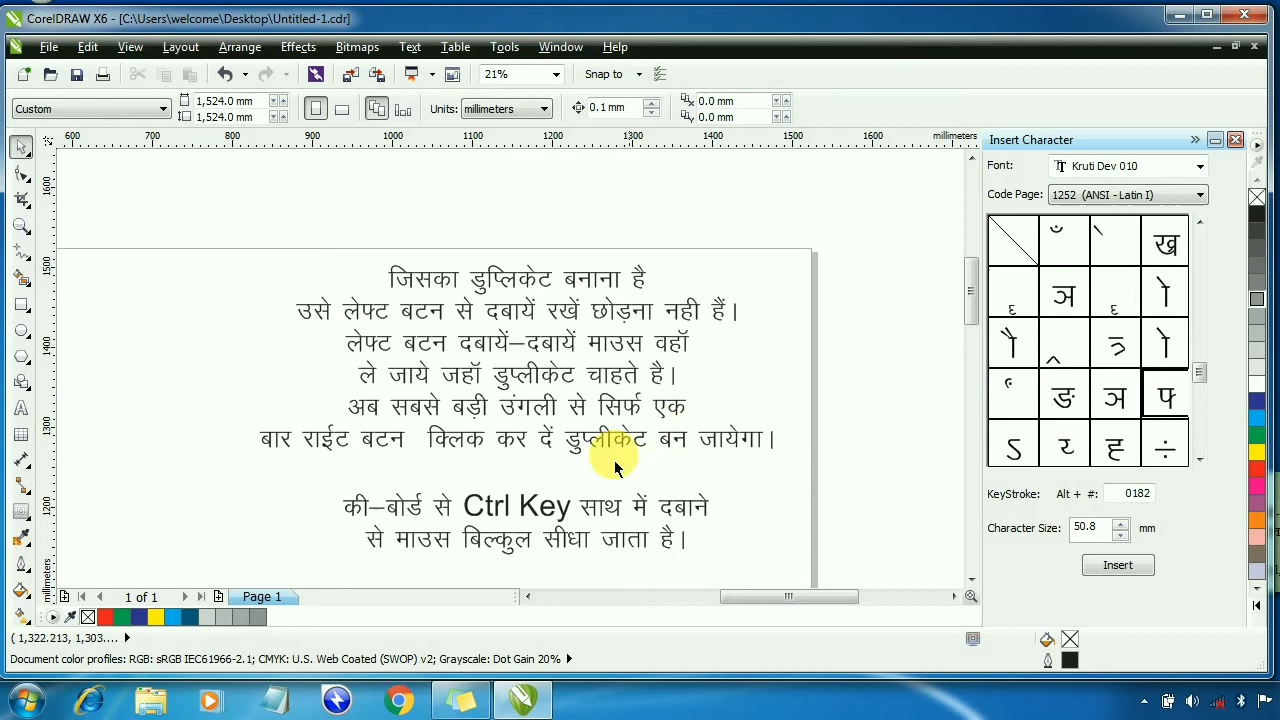 CorelDRAW X6 - [C:\Users\welcome\Desktop\Untitled-1.cdr]
File Edit View Layout Arrange Effects Bitmaps Text Table Tools Window Help
21% Snap to
Custom 1,524.0 mm 1,524.0 mm Units: millimeters 0.1 mm 0.0 mm 0.0 mm
600 700 800 900 1000 1100 1200 1300 1400 1500 1600 millimeters
Insert Character
Font: Kruti Dev 010
Code Page: 1252 (ANSI - Latin I)
जिसका डुप्लिकेट बनाना है
उसे लेफ्ट बटन से दबायें रखें छोड़ना नही हैं।
लेफ्ट बटन दबायें–दबायें माउस वहॉ
ले जाये जहॉ डुप्लीकेट चाहते है।
अब सबसे बड़ी उंगली से सिर्फ एक
बार राईट बटन क्लिक कर दें डुप्लीकेट बन जायेगा।
की–बोर्ड से Ctrl Key साथ में दबाने
से माउस बिल्कुल सीधा जाता है।
KeyStroke: Alt + #: 0182
Character Size: 50.8 mm
Insert
1 of 1 Page 1
(1,322.213, 1,303....
Document color profiles: RGB: sRGB IEC61966-2.1; CMYK: U.S. Web Coated (SWOP) v2; Grayscale: Dot Gain 20%